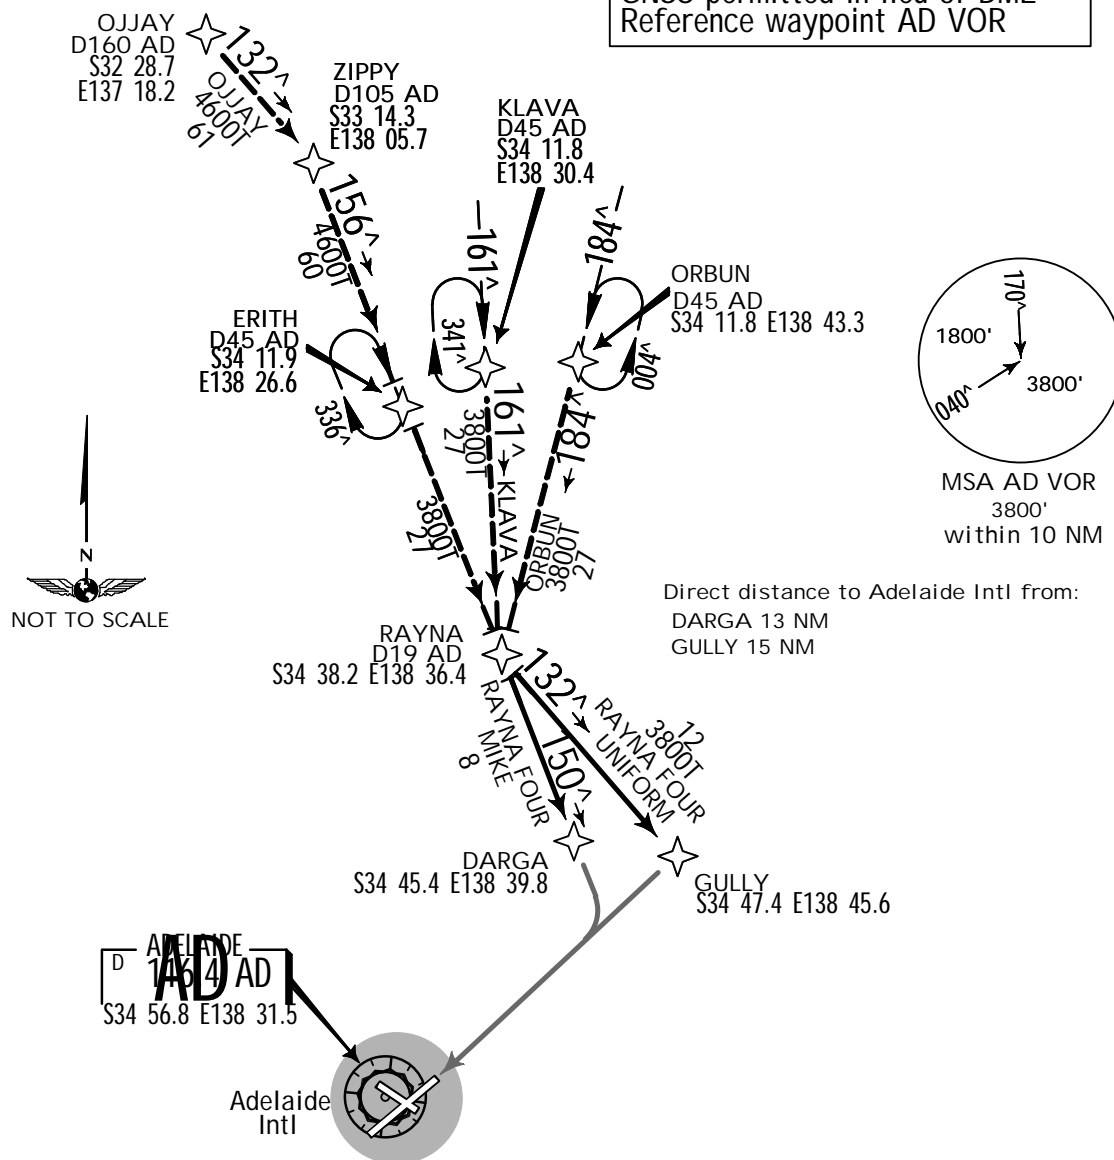 GNSS permitted in lieu of DME
Reference waypoint AD VOR
OJJAY
D160 AD
S32 28.7
E137 18.2
132^
OJJAY
4600T
61
ZIPPY
D105 AD
S33 14.3
E138 05.7
156^
4600T
60
KLAVA
D45 AD
S34 11.8
E138 30.4
161^
341^
184^
004^
ORBUN
D45 AD
S34 11.8 E138 43.3
ERITH
D45 AD
S34 11.9
E138 26.6
336^
3800T
27
161^
3800T
27
KLAVA
184^
ORBUN
3800T
27
170^
1800'
3800'
040^
MSA AD VOR
3800'
within 10 NM
N
NOT TO SCALE
Direct distance to Adelaide Intl from:
DARGA 13 NM
GULLY 15 NM
RAYNA
D19 AD
S34 38.2 E138 36.4
132^
12
3800T
RAYNA FOUR
UNIFORM
150^
RAYNA FOUR
MIKE
8
DARGA
S34 45.4 E138 39.8
GULLY
S34 47.4 E138 45.6
ADELAIDE
D
116.4 AD
AD
S34 56.8 E138 31.5
Adelaide
Intl